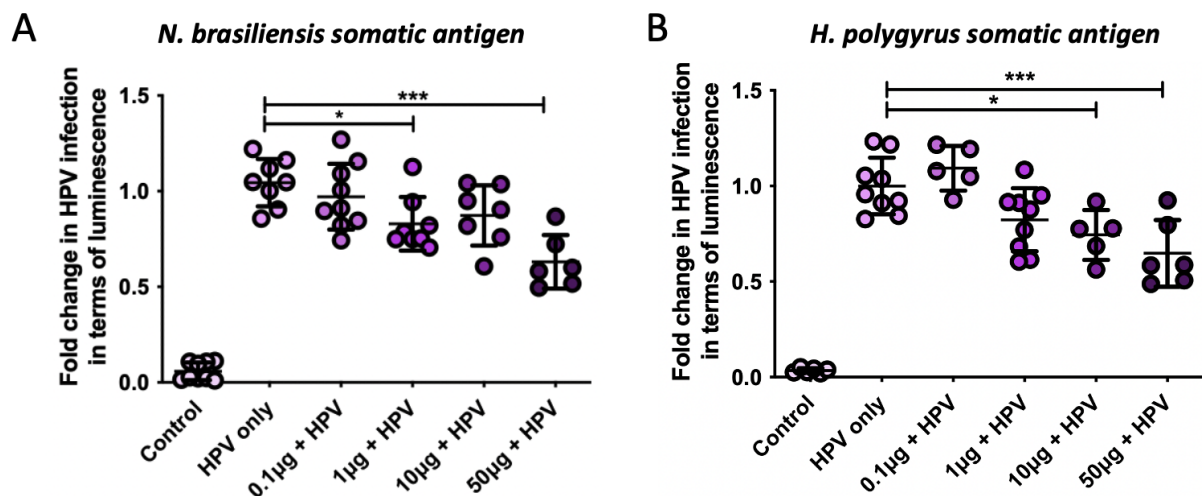 A
N. brasiliensis somatic antigen
Fold change in HPV infection
in terms of luminescence
1.5
1.0
0.5
0.0
***
*
Control
HPV only
0.1µg + HPV
1µg + HPV
10µg + HPV
50µg + HPV
B
H. polygyrus somatic antigen
Fold change in HPV infection
in terms of luminescence
1.5
1.0
0.5
0.0
***
*
Control
HPV only
0.1µg + HPV
1µg + HPV
10µg + HPV
50µg + HPV